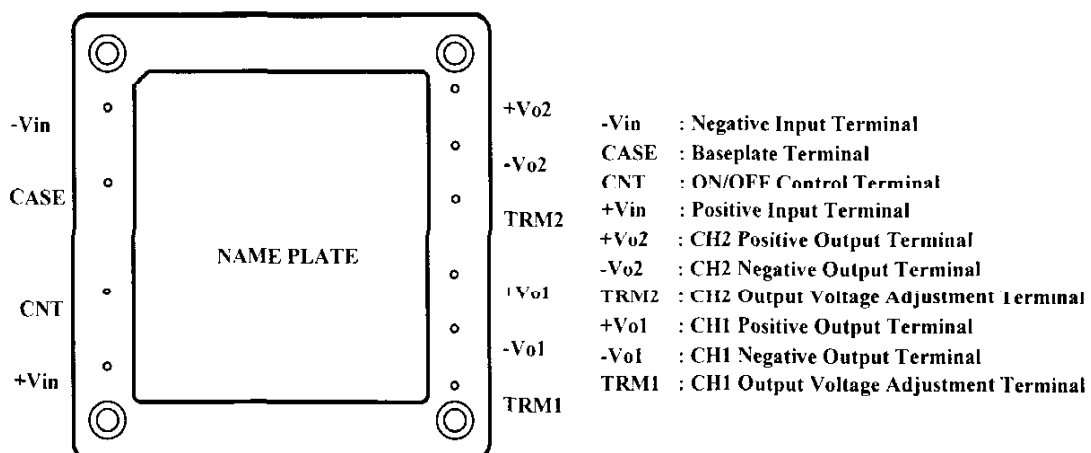 -Vin
CASE
CNT
+Vin
NAME PLATE
+Vo2
-Vo2
TRM2
+Vo1
-Vo1
TRM1
-Vin : Negative Input Terminal
CASE : Baseplate Terminal
CNT : ON/OFF Control Terminal
+Vin : Positive Input Terminal
+Vo2 : CH2 Positive Output Terminal
-Vo2 : CH2 Negative Output Terminal
TRM2 : CH2 Output Voltage Adjustment Terminal
+Vo1 : CH1 Positive Output Terminal
-Vo1 : CH1 Negative Output Terminal
TRM1 : CH1 Output Voltage Adjustment Terminal